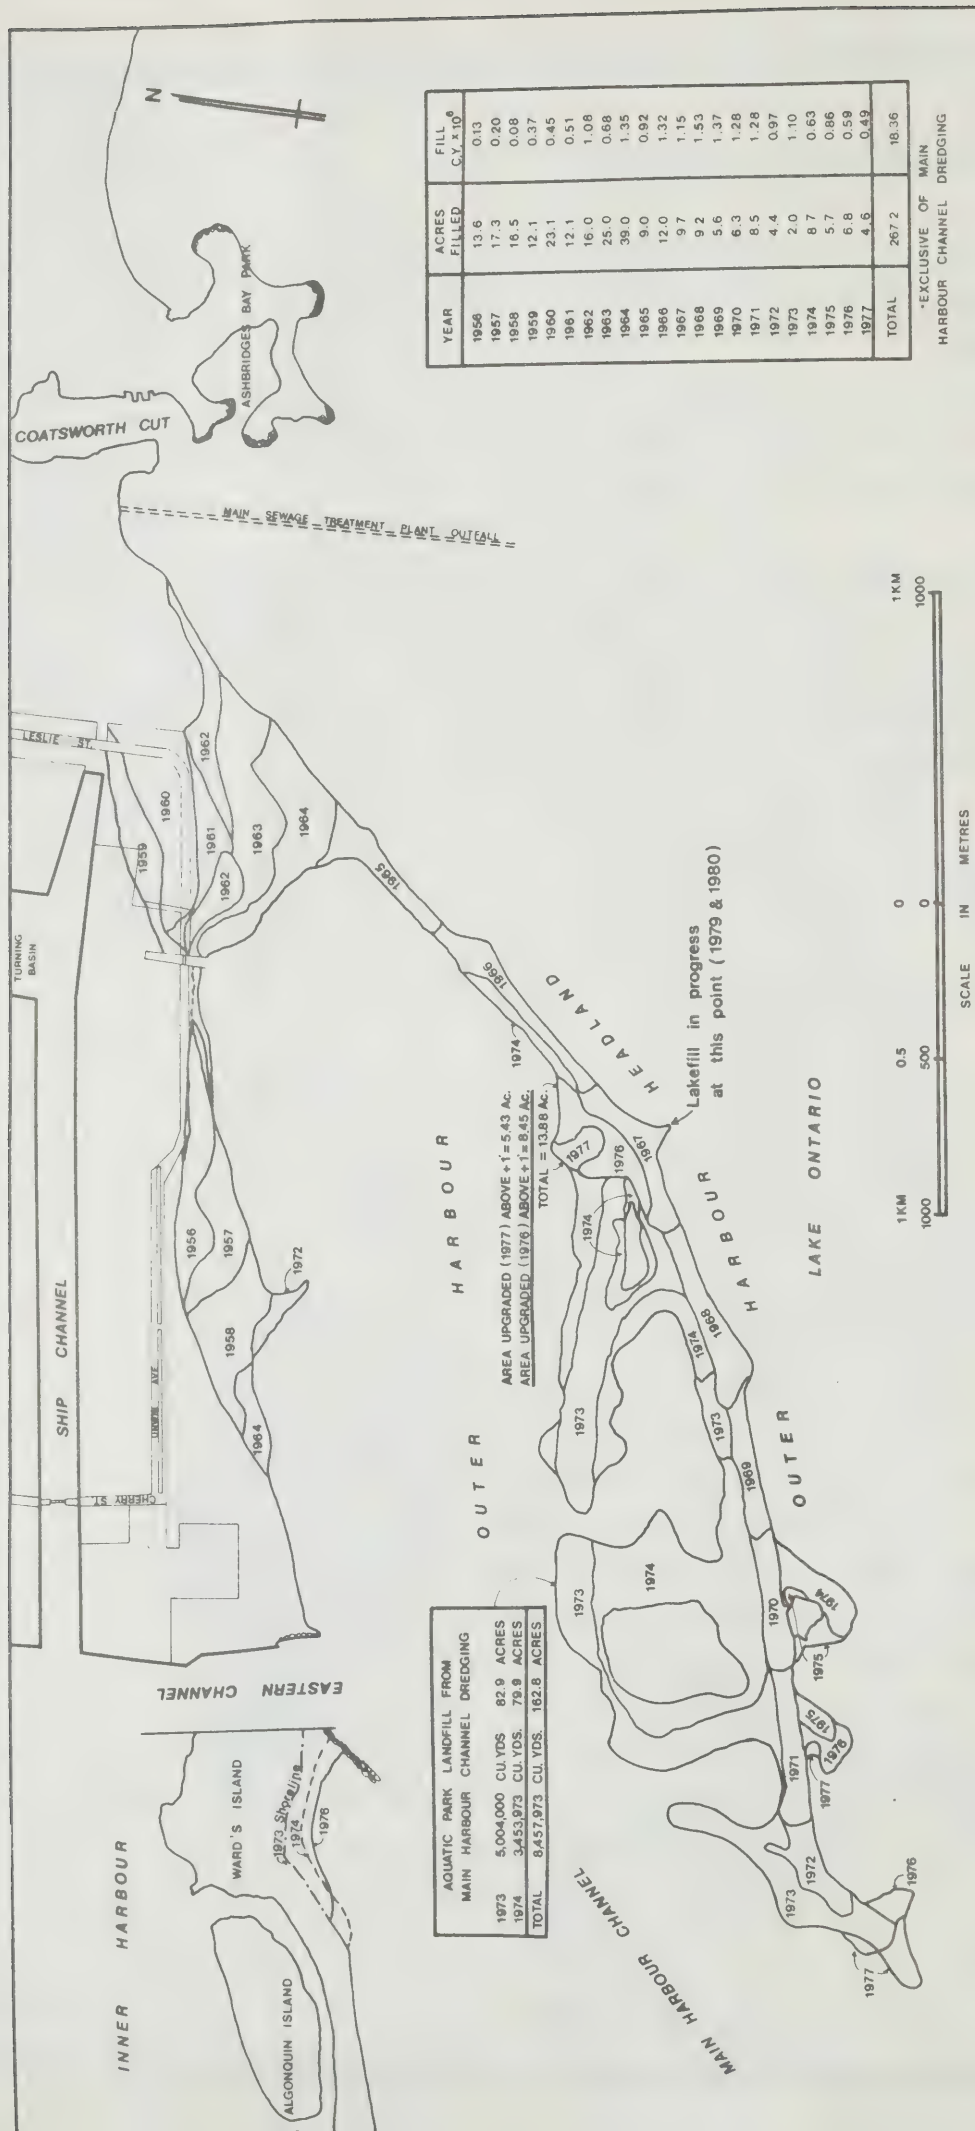 N
COATSWORTH CUT
ASHBRIDGES BAY PARK
MAIN SEWAGE TREATMENT PLANT OUTFALL
LESLIE ST.
TURNING
BASIN
SHIP CHANNEL
UNWIN AVE
CHERRY ST.
EASTERN CHANNEL
INNER HARBOUR
WARD'S ISLAND
ALGONQUIN ISLAND
1973 Shoreline
1974
1976
1959
1960
1961
1962
1962
1963
1964
1956
1957
1958
1972
1964
1965
1966
1974
HEADLAND
Lakefill in progress
at this point (1979 & 1980)
OUTER HARBOUR
AREA UPGRADED (1977) ABOVE +1'= 5.43 Ac.
AREA UPGRADED (1976) ABOVE +1'= 8.45 Ac.
TOTAL = 13.88 Ac.
1977
1976
1967
1974
1968
1974
1973
1973
1969
OUTER HARBOUR
LAKE ONTARIO
1973
1974
1970
1974
1975
1975
1976
1977
1971
1972
1973
1976
1977
MAIN HARBOUR CHANNEL
AQUATIC PARK LANDFILL FROM
MAIN HARBOUR CHANNEL DREDGING
1973 5,004,000 CU.YDS 82.9 ACRES
1974 3,453,973 CU.YDS. 79.9 ACRES
TOTAL 8,457,973 CU.YDS. 162.8 ACRES
YEAR ACRES FILLED FILL C.Y. x 10⁶
1956 13.6 0.13
1957 17.3 0.20
1958 16.5 0.08
1959 12.1 0.37
1960 23.1 0.45
1961 12.1 0.51
1962 16.0 1.08
1963 25.0 0.68
1964 39.0 1.35
1965 9.0 0.92
1966 12.0 1.32
1967 9.7 1.15
1968 9.2 1.53
1969 5.6 1.37
1970 6.3 1.28
1971 8.5 1.28
1972 4.4 0.97
1973 2.0 1.10
1974 8.7 0.63
1975 5.7 0.86
1976 6.8 0.59
1977 4.6 0.49
TOTAL 267.2 18.36
*EXCLUSIVE OF MAIN
HARBOUR CHANNEL DREDGING
1KM 0.5 0 1KM
1000 500 0 1000
SCALE IN METRES